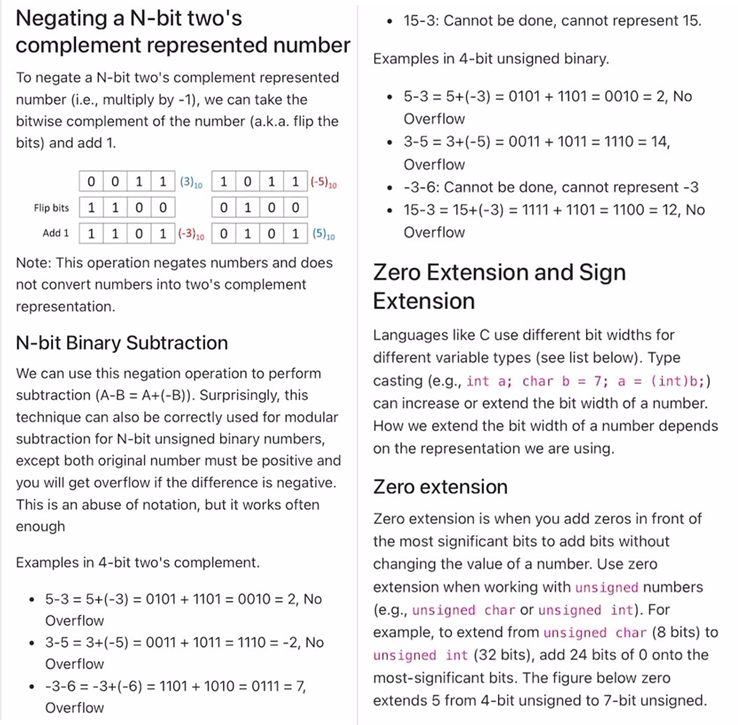 Negating a N-bit two's
complement represented number
To negate a N-bit two's complement represented
number (i.e., multiply by -1), we can take the
bitwise complement of the number (a.k.a. flip the
bits) and add 1.
0 0 1 1 (3)10 1 0 1 1 (-5)10
Flip bits 1 1 0 0 0 1 0 0
Add 1 1 1 0 1 (-3)10 0 1 0 1 (5)10
Note: This operation negates numbers and does
not convert numbers into two's complement
representation.
N-bit Binary Subtraction
We can use this negation operation to perform
subtraction (A-B = A+(-B)). Surprisingly, this
technique can also be correctly used for modular
subtraction for N-bit unsigned binary numbers,
except both original number must be positive and
you will get overflow if the difference is negative.
This is an abuse of notation, but it works often
enough
Examples in 4-bit two's complement.
• 5-3 = 5+(-3) = 0101 + 1101 = 0010 = 2, No
Overflow
• 3-5 = 3+(-5) = 0011 + 1011 = 1110 = -2, No
Overflow
• -3-6 = -3+(-6) = 1101 + 1010 = 0111 = 7,
Overflow
• 15-3: Cannot be done, cannot represent 15.
Examples in 4-bit unsigned binary.
• 5-3 = 5+(-3) = 0101 + 1101 = 0010 = 2, No
Overflow
• 3-5 = 3+(-5) = 0011 + 1011 = 1110 = 14,
Overflow
• -3-6: Cannot be done, cannot represent -3
• 15-3 = 15+(-3) = 1111 + 1101 = 1100 = 12, No
Overflow
Zero Extension and Sign
Extension
Languages like C use different bit widths for
different variable types (see list below). Type
casting (e.g., int a; char b = 7; a = (int)b;)
can increase or extend the bit width of a number.
How we extend the bit width of a number depends
on the representation we are using.
Zero extension
Zero extension is when you add zeros in front of
the most significant bits to add bits without
changing the value of a number. Use zero
extension when working with unsigned numbers
(e.g., unsigned char or unsigned int). For
example, to extend from unsigned char (8 bits) to
unsigned int (32 bits), add 24 bits of 0 onto the
most-significant bits. The figure below zero
extends 5 from 4-bit unsigned to 7-bit unsigned.